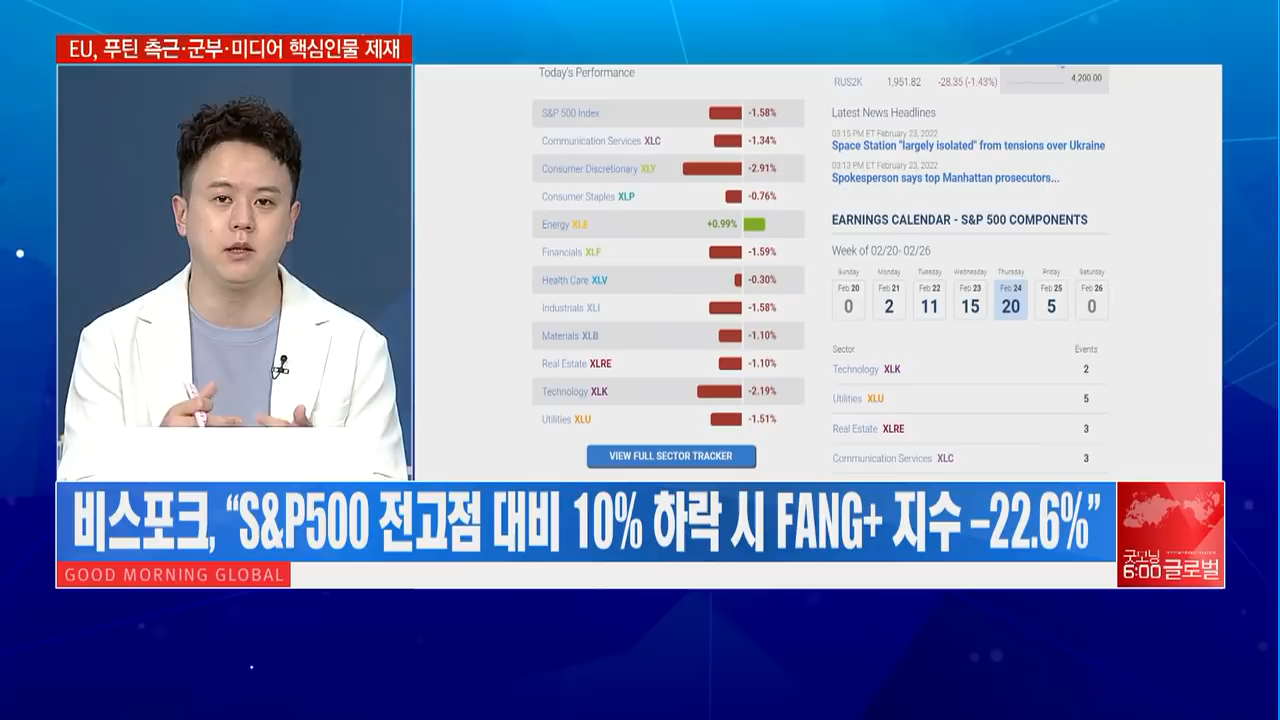 EU, 푸틴 측근·군부·미디어 핵심인물 제재
Today's Performance
S&P 500 Index -1.58%
Communication Services XLC -1.34%
Consumer Discretionary XLY -2.91%
Consumer Staples XLP -0.76%
Energy XLE +0.99%
Financials XLF -1.59%
Health Care XLV -0.30%
Industrials XLI -1.58%
Materials XLB -1.10%
Real Estate XLRE -1.10%
Technology XLK -2.19%
Utilities XLU -1.51%
VIEW FULL SECTOR TRACKER
RUS2K 1,951.82 -28.35 (-1.43%) 4,200.00
Latest News Headlines
03:15 PM ET February 23, 2022
Space Station "largely isolated" from tensions over Ukraine
03:13 PM ET February 23, 2022
Spokesperson says top Manhattan prosecutors...
EARNINGS CALENDAR - S&P 500 COMPONENTS
Week of 02/20- 02/26
Sunday Monday Tuesday Wednesday Thursday Friday Saturday
Feb 20 Feb 21 Feb 22 Feb 23 Feb 24 Feb 25 Feb 26
0 2 11 15 20 5 0
Sector Events
Technology XLK 2
Utilities XLU 5
Real Estate XLRE 3
Communication Services XLC 3
비스포크, “S&P500 전고점 대비 10% 하락 시 FANG+ 지수 –22.6%”
GOOD MORNING GLOBAL
굿모닝
6:00 글로벌